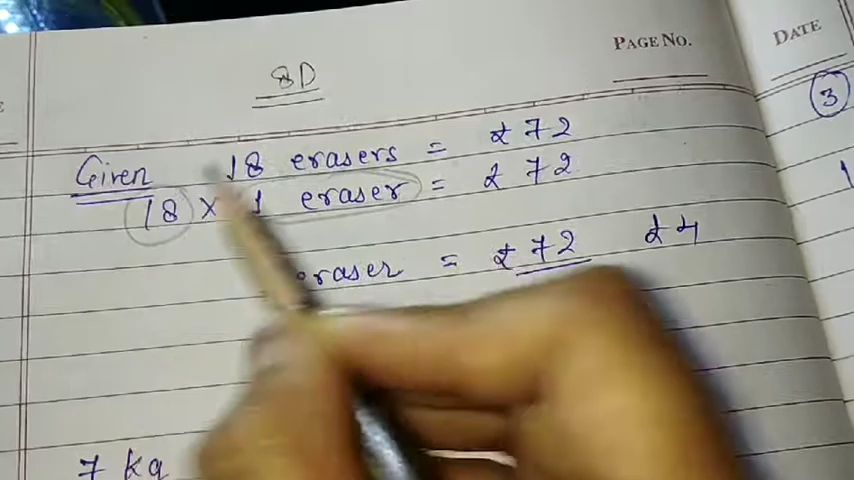 PAGE NO.
DATE
8D
3
Given 18 erasers = ₹72
18 × 1 eraser = ₹72
eraser = ₹72 ₹4
7 kg